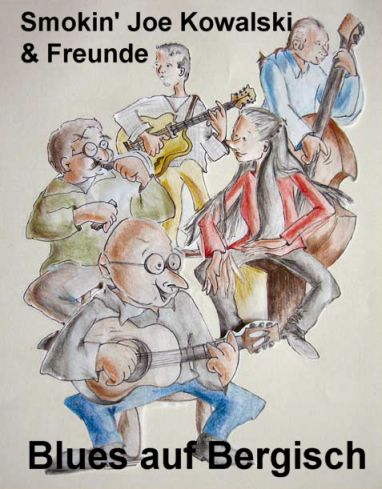 Smokin' Joe Kowalski
& Freunde
Blues auf Bergisch